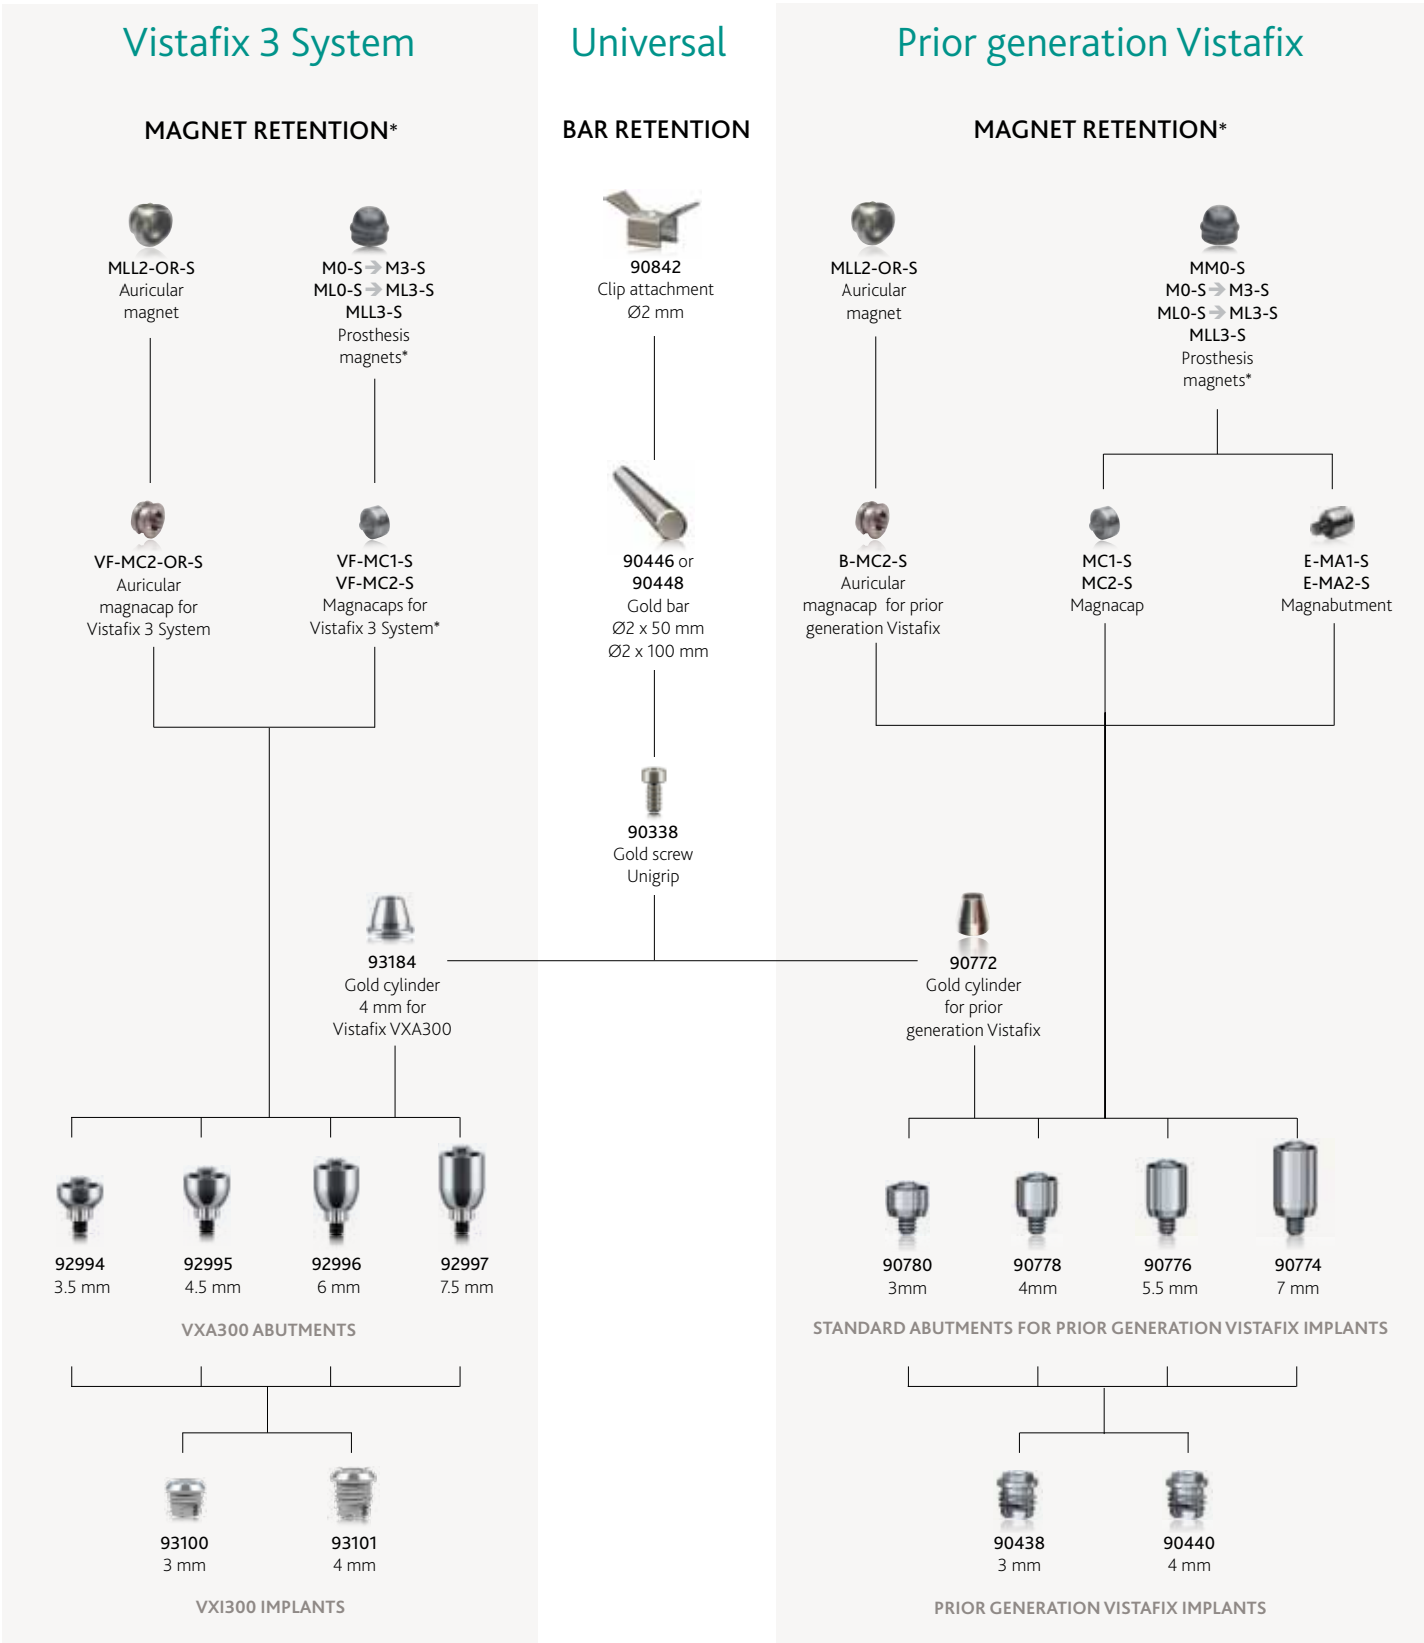 Vistafix 3 System
MAGNET RETENTION*
MLL2-OR-S
Auricular
magnet
M0-S → M3-S
ML0-S → ML3-S
MLL3-S
Prosthesis
magnets*
VF-MC2-OR-S
Auricular
magnacap for
Vistafix 3 System
VF-MC1-S
VF-MC2-S
Magnacaps for
Vistafix 3 System*
93184
Gold cylinder
4 mm for
Vistafix VXA300
92994
3.5 mm
92995
4.5 mm
92996
6 mm
92997
7.5 mm
VXA300 ABUTMENTS
93100
3 mm
93101
4 mm
VXI300 IMPLANTS
Universal
BAR RETENTION
90842
Clip attachment
Ø2 mm
90446 or
90448
Gold bar
Ø2 x 50 mm
Ø2 x 100 mm
90338
Gold screw
Unigrip
Prior generation Vistafix
MAGNET RETENTION*
MLL2-OR-S
Auricular
magnet
MM0-S
M0-S → M3-S
ML0-S → ML3-S
MLL3-S
Prosthesis
magnets*
B-MC2-S
Auricular
magnacap for prior
generation Vistafix
MC1-S
MC2-S
Magnacap
E-MA1-S
E-MA2-S
Magnabutment
90772
Gold cylinder
for prior
generation Vistafix
90780
3mm
90778
4mm
90776
5.5 mm
90774
7 mm
STANDARD ABUTMENTS FOR PRIOR GENERATION VISTAFIX IMPLANTS
90438
3 mm
90440
4 mm
PRIOR GENERATION VISTAFIX IMPLANTS